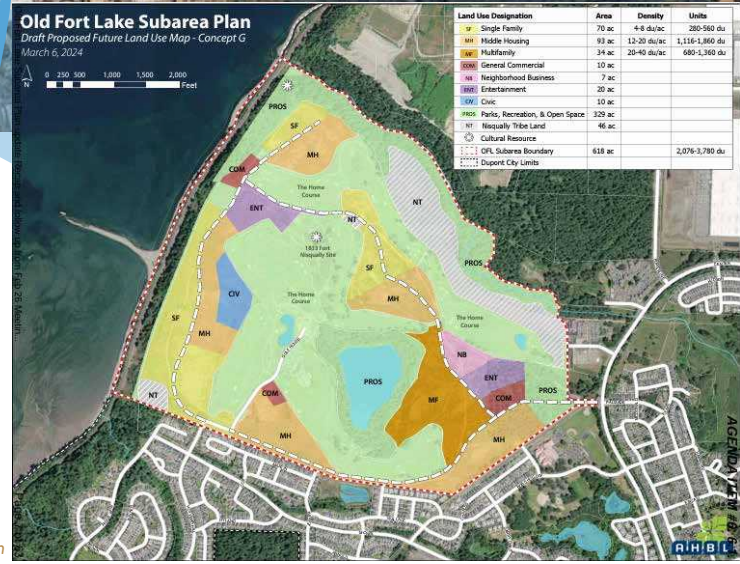 Old Fort Lake Subarea Plan
Draft Proposed Future Land Use Map - Concept G
March 6, 2024
N
0 250 500 1,000 1,500 2,000
Feet
Land Use Designation Area Density Units
SF Single Family 70 ac 4-8 du/ac 280-560 du
MH Middle Housing 93 ac 12-20 du/ac 1,116-1,860 du
MF Multifamily 34 ac 20-40 du/ac 680-1,360 du
COM General Commercial 10 ac
NB Neighborhood Business 7 ac
ENT Entertainment 20 ac
CIV Civic 10 ac
PROS Parks, Recreation, & Open Space 329 ac
NT Nisqually Tribe Land 46 ac
Cultural Resource
OFL Subarea Boundary 618 ac 2,076-3,780 du
Dupont City Limits
PROS
SF
MH
COM
The Home
Course
NT
ENT
NT
1833 Fort
Nisqually Site
PROS
SF
CIV
The Home
Course
MH
SF
The Home
Course
MH
NB
PROS
ENT
PROS
NT
COM
MF
COM
MH
MH
AGENDA ITEM
AHBL